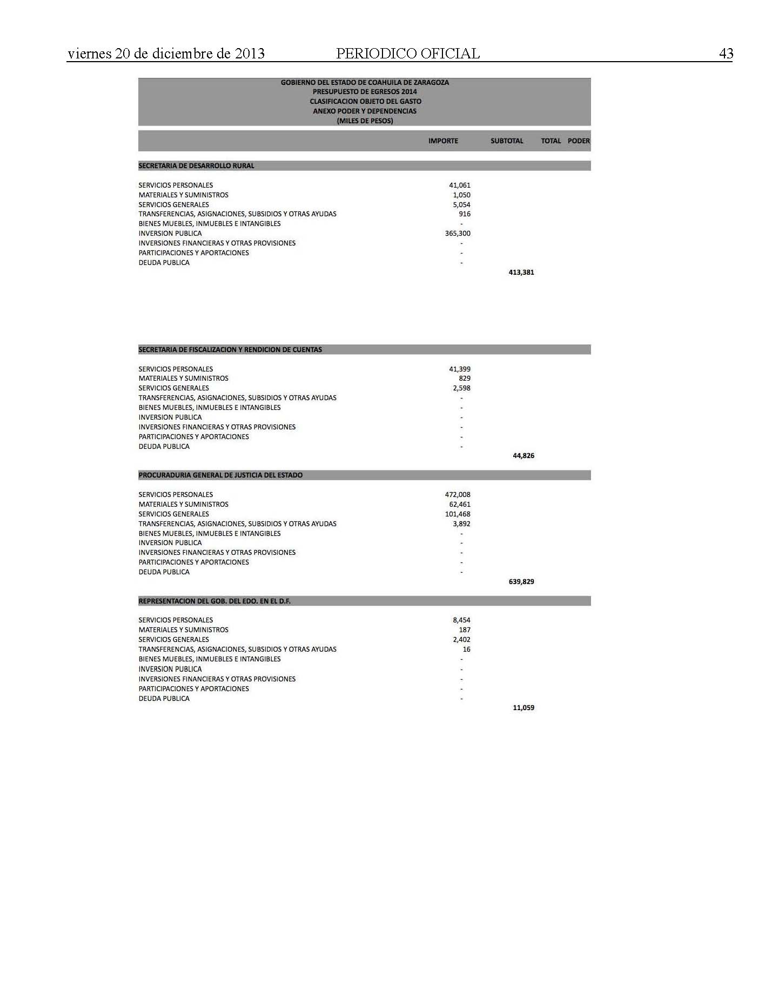 viernes 20 de diciembre de 2013 PERIODICO OFICIAL 43
GOBIERNO DEL ESTADO DE COAHUILA DE ZARAGOZA
PRESUPUESTO DE EGRESOS 2014
CLASIFICACION OBJETO DEL GASTO
ANEXO PODER Y DEPENDENCIAS
(MILES DE PESOS)
IMPORTE SUBTOTAL TOTAL PODER
SECRETARIA DE DESARROLLO RURAL
SERVICIOS PERSONALES 41,061
MATERIALES Y SUMINISTROS 1,050
SERVICIOS GENERALES 5,054
TRANSFERENCIAS, ASIGNACIONES, SUBSIDIOS Y OTRAS AYUDAS 916
BIENES MUEBLES, INMUEBLES E INTANGIBLES -
INVERSION PUBLICA 365,300
INVERSIONES FINANCIERAS Y OTRAS PROVISIONES -
PARTICIPACIONES Y APORTACIONES -
DEUDA PUBLICA -
413,381
SECRETARIA DE FISCALIZACION Y RENDICION DE CUENTAS
SERVICIOS PERSONALES 41,399
MATERIALES Y SUMINISTROS 829
SERVICIOS GENERALES 2,598
TRANSFERENCIAS, ASIGNACIONES, SUBSIDIOS Y OTRAS AYUDAS -
BIENES MUEBLES, INMUEBLES E INTANGIBLES -
INVERSION PUBLICA -
INVERSIONES FINANCIERAS Y OTRAS PROVISIONES -
PARTICIPACIONES Y APORTACIONES -
DEUDA PUBLICA -
44,826
PROCURADURIA GENERAL DE JUSTICIA DEL ESTADO
SERVICIOS PERSONALES 472,008
MATERIALES Y SUMINISTROS 62,461
SERVICIOS GENERALES 101,468
TRANSFERENCIAS, ASIGNACIONES, SUBSIDIOS Y OTRAS AYUDAS 3,892
BIENES MUEBLES, INMUEBLES E INTANGIBLES -
INVERSION PUBLICA -
INVERSIONES FINANCIERAS Y OTRAS PROVISIONES -
PARTICIPACIONES Y APORTACIONES -
DEUDA PUBLICA -
639,829
REPRESENTACION DEL GOB. DEL EDO. EN EL D.F.
SERVICIOS PERSONALES 8,454
MATERIALES Y SUMINISTROS 187
SERVICIOS GENERALES 2,402
TRANSFERENCIAS, ASIGNACIONES, SUBSIDIOS Y OTRAS AYUDAS 16
BIENES MUEBLES, INMUEBLES E INTANGIBLES -
INVERSION PUBLICA -
INVERSIONES FINANCIERAS Y OTRAS PROVISIONES -
PARTICIPACIONES Y APORTACIONES -
DEUDA PUBLICA -
11,059